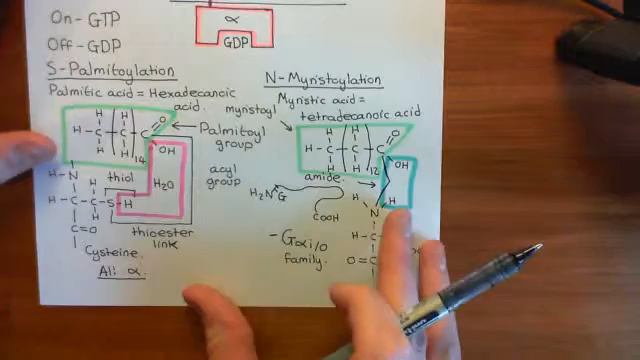 On - GTP
Off - GDP
α
GDP
S-Palmitoylation
Palmitic acid = Hexadecanoic
acid.
H H O
H - C - C - C
H H 14 OH
Palmitoyl
group
H - N H thiol H₂O
H - C - C - S - H
H
C = O
thioester
link
Cysteine
All α.
acyl
group
N-Myristoylation
Myristic acid =
tetradecanoic acid
myristoyl
H H O
H - C - C - C
H H 12 OH
amide
H₂N G H
COOH
H N
H - C
O = C
- Gαi/o
family.